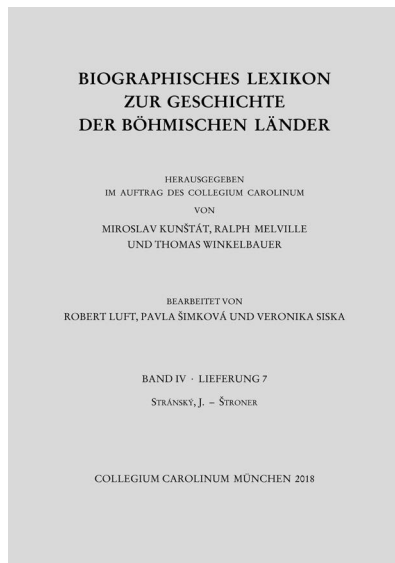 BIOGRAPHISCHES LEXIKON
ZUR GESCHICHTE
DER BÖHMISCHEN LÄNDER
HERAUSGEGEBEN
IM AUFTRAG DES COLLEGIUM CAROLINUM
VON
MIROSLAV KUNŠTÁT, RALPH MELVILLE
UND THOMAS WINKELBAUER
BEARBEITET VON
ROBERT LUFT, PAVLA ŠIMKOVÁ UND VERONIKA SISKA
BAND IV · LIEFERUNG 7
STRÁNSKÝ, J. – ŠTRONER
COLLEGIUM CAROLINUM MÜNCHEN 2018